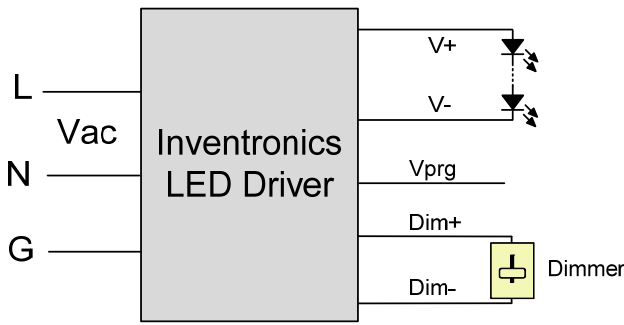 L
Vac
N
G
Inventronics
LED Driver
V+
V-
Vprg
Dim+
Dim-
Dimmer